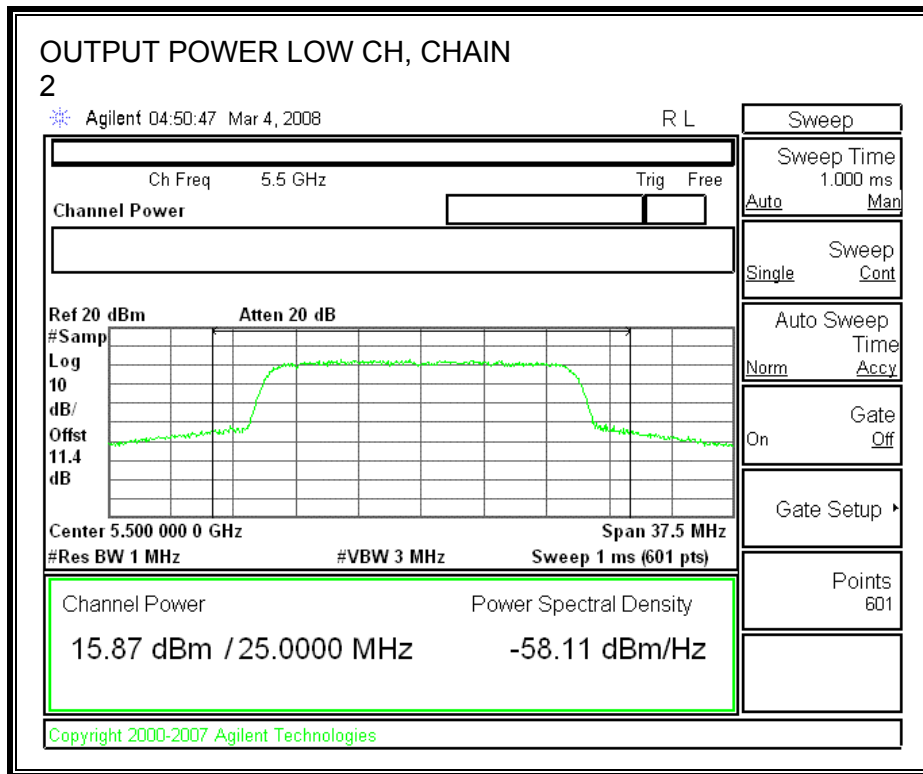 OUTPUT POWER LOW CH, CHAIN
2
Agilent 04:50:47 Mar 4, 2008 R L
Ch Freq 5.5 GHz Trig Free
Channel Power
Ref 20 dBm Atten 20 dB
#Samp
Log
10
dB/
Offst
11.4
dB
Center 5.500 000 0 GHz Span 37.5 MHz
#Res BW 1 MHz #VBW 3 MHz Sweep 1 ms (601 pts)
Channel Power Power Spectral Density
15.87 dBm / 25.0000 MHz -58.11 dBm/Hz
Copyright 2000-2007 Agilent Technologies
Sweep
Sweep Time
1.000 ms
Auto Man
Sweep
Single Cont
Auto Sweep
Time
Norm Accy
Gate
On Off
Gate Setup
Points
601